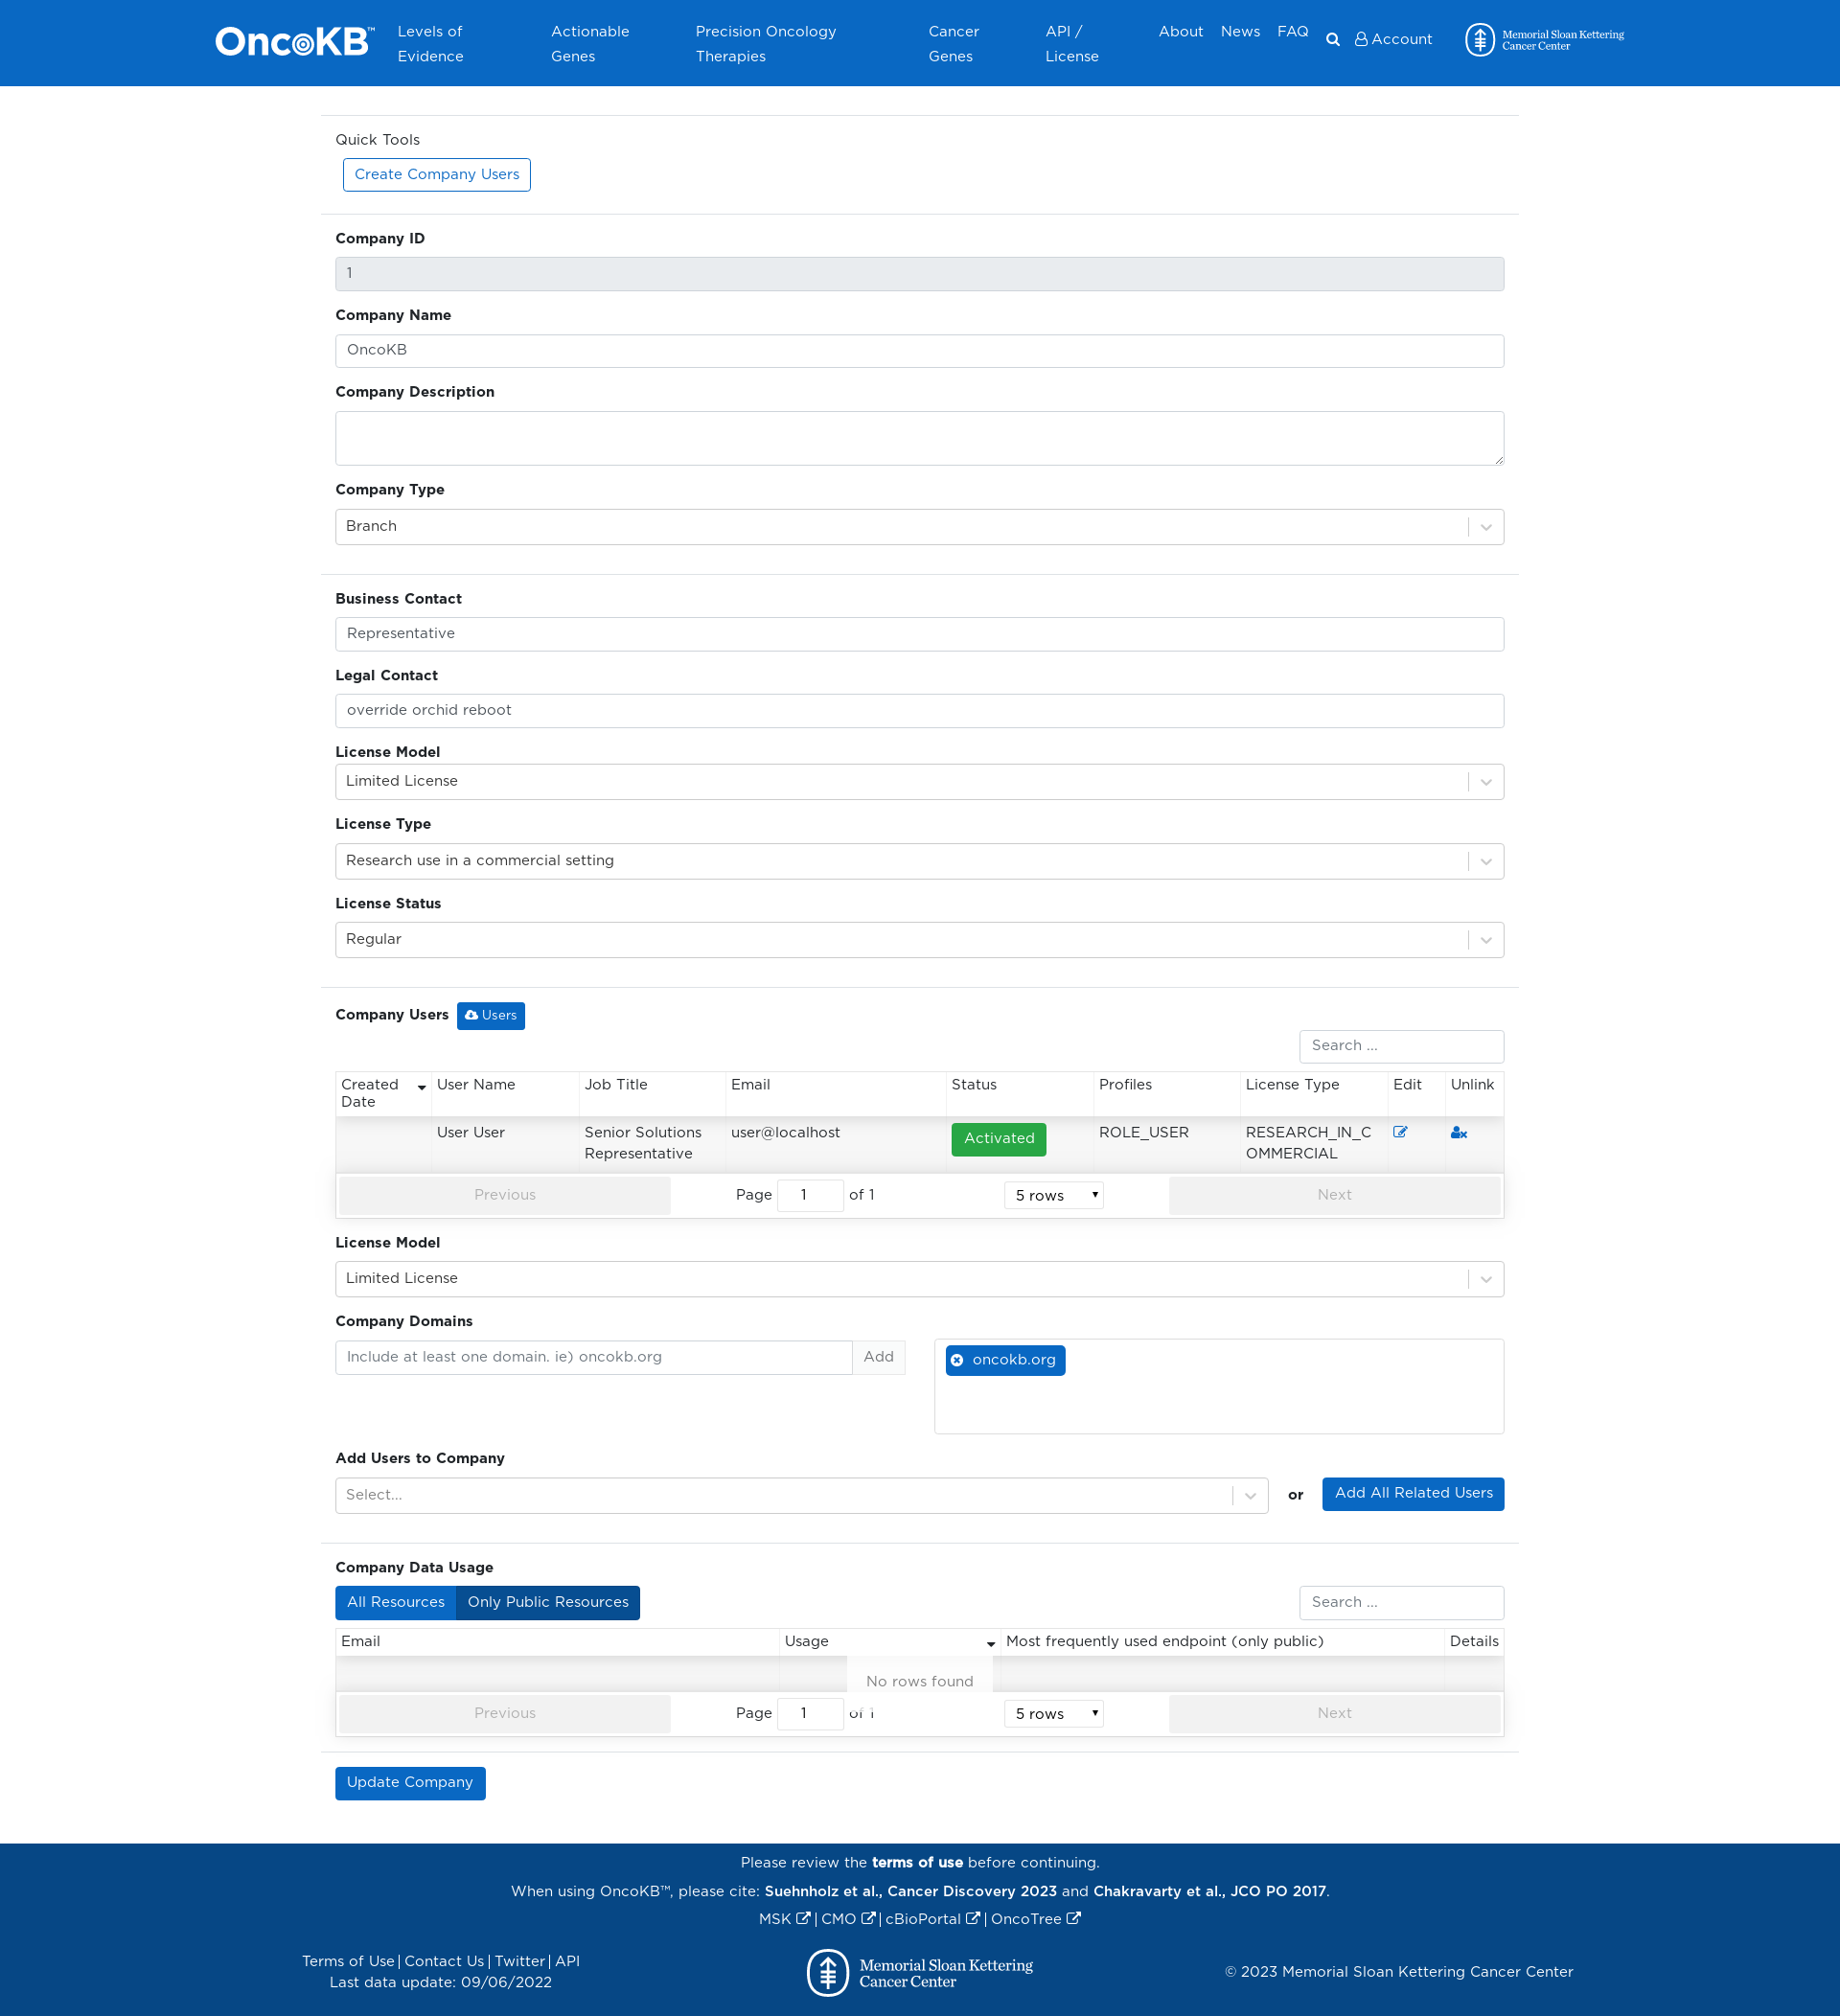 OncoKB™
Levels of Evidence
Actionable Genes
Precision Oncology Therapies
Cancer Genes
API / License
About
News
FAQ
Account
Memorial Sloan Kettering Cancer Center
Quick Tools
Create Company Users
Company ID
1
Company Name
OncoKB
Company Description
Company Type
Branch
Business Contact
Representative
Legal Contact
override orchid reboot
License Model
Limited License
License Type
Research use in a commercial setting
License Status
Regular
Company Users Users
Search ...
Created Date User Name Job Title Email Status Profiles License Type Edit Unlink
User User Senior Solutions Representative user@localhost Activated ROLE_USER RESEARCH_IN_COMMERCIAL
Previous Page 1 of 1 5 rows Next
License Model
Limited License
Company Domains
Include at least one domain. ie) oncokb.org Add oncokb.org
Add Users to Company
Select... or Add All Related Users
Company Data Usage
All Resources Only Public Resources Search ...
Email Usage Most frequently used endpoint (only public) Details
No rows found
Previous Page 1 of 1 5 rows Next
Update Company
Please review the terms of use before continuing.
When using OncoKB™, please cite: Suehnholz et al., Cancer Discovery 2023 and Chakravarty et al., JCO PO 2017.
MSK | CMO | cBioPortal | OncoTree
Terms of Use | Contact Us | Twitter | API
Last data update: 09/06/2022
Memorial Sloan Kettering
Cancer Center
© 2023 Memorial Sloan Kettering Cancer Center